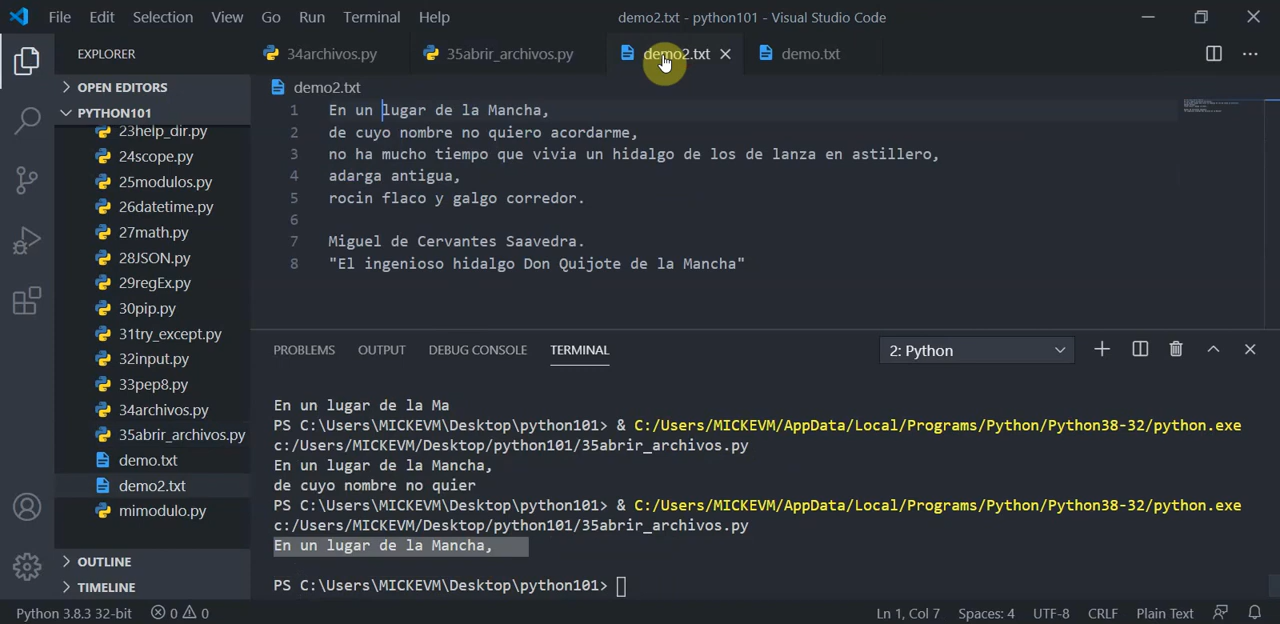 File Edit Selection View Go Run Terminal Help demo2.txt - python101 - Visual Studio Code
EXPLORER
34archivos.py 35abrir_archivos.py demo2.txt demo.txt
OPEN EDITORS
PYTHON101
23help_dir.py
24scope.py
25modulos.py
26datetime.py
27math.py
28JSON.py
29regEx.py
30pip.py
31try_except.py
32input.py
33pep8.py
34archivos.py
35abrir_archivos.py
demo.txt
demo2.txt
mimodulo.py
OUTLINE
TIMELINE
demo2.txt
1 En un lugar de la Mancha,
2 de cuyo nombre no quiero acordarme,
3 no ha mucho tiempo que vivia un hidalgo de los de lanza en astillero,
4 adarga antigua,
5 rocin flaco y galgo corredor.
6
7 Miguel de Cervantes Saavedra.
8 "El ingenioso hidalgo Don Quijote de la Mancha"
PROBLEMS OUTPUT DEBUG CONSOLE TERMINAL 2: Python
En un lugar de la Ma
PS C:\Users\MICKEVM\Desktop\python101> & C:/Users/MICKEVM/AppData/Local/Programs/Python/Python38-32/python.exe
c:/Users/MICKEVM/Desktop/python101/35abrir_archivos.py
En un lugar de la Mancha,
de cuyo nombre no quier
PS C:\Users\MICKEVM\Desktop\python101> & C:/Users/MICKEVM/AppData/Local/Programs/Python/Python38-32/python.exe
c:/Users/MICKEVM/Desktop/python101/35abrir_archivos.py
En un lugar de la Mancha,
PS C:\Users\MICKEVM\Desktop\python101>
Python 3.8.3 32-bit 0 0 Ln 1, Col 7 Spaces: 4 UTF-8 CRLF Plain Text